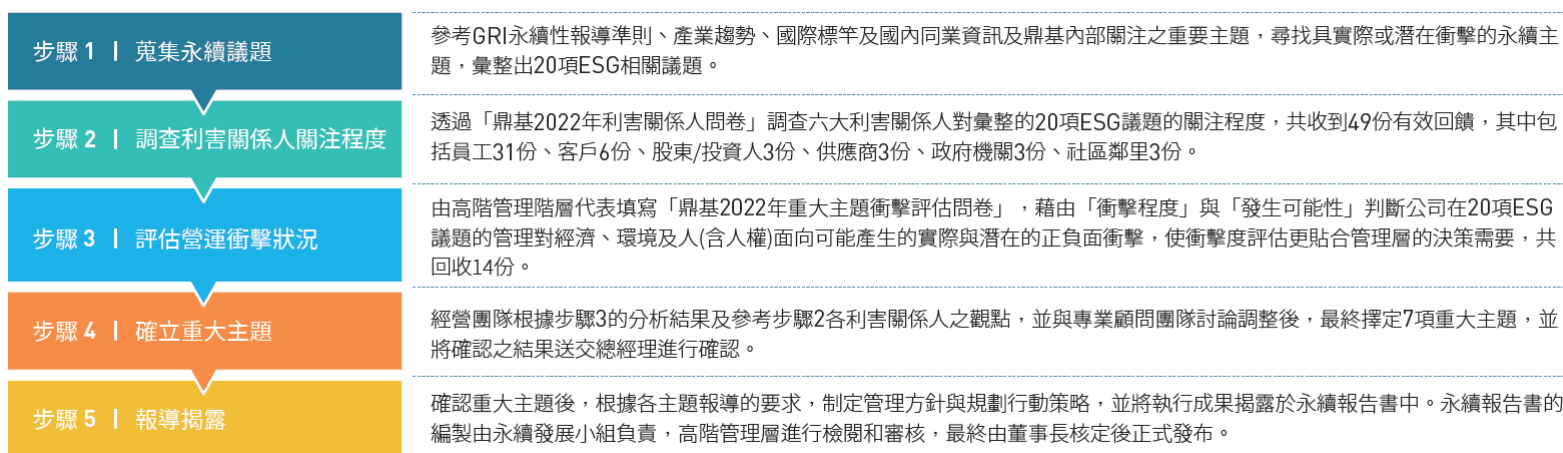 步驟 1 | 蒐集永續議題
參考GRI永續性報導準則、產業趨勢、國際標竿及國內同業資訊及鼎基內部關注之重要主題，尋找具實際或潛在衝擊的永續主
題，彙整出20項ESG相關議題。
步驟 2 | 調查利害關係人關注程度
透過「鼎基2022年利害關係人問卷」調查六大利害關係人對彙整的20項ESG議題的關注程度，共收到49份有效回饋，其中包
括員工31份、客戶6份、股東/投資人3份、供應商3份、政府機關3份、社區鄰里3份。
步驟 3 | 評估營運衝擊狀況
由高階管理階層代表填寫「鼎基2022年重大主題衝擊評估問卷」，藉由「衝擊程度」與「發生可能性」判斷公司在20項ESG
議題的管理對經濟、環境及人(含人權)面向可能產生的實際與潛在的正負面衝擊，使衝擊度評估更貼合管理層的決策需要，共
回收14份。
步驟 4 | 確立重大主題
經營團隊根據步驟3的分析結果及參考步驟2各利害關係人之觀點，並與專業顧問團隊討論調整後，最終擇定7項重大主題，並
將確認之結果送交總經理進行確認。
步驟 5 | 報導揭露
確認重大主題後，根據各主題報導的要求，制定管理方針與規劃行動策略，並將執行成果揭露於永續報告書中。永續報告書的
編製由永續發展小組負責，高階管理層進行檢閱和審核，最終由董事長核定後正式發布。